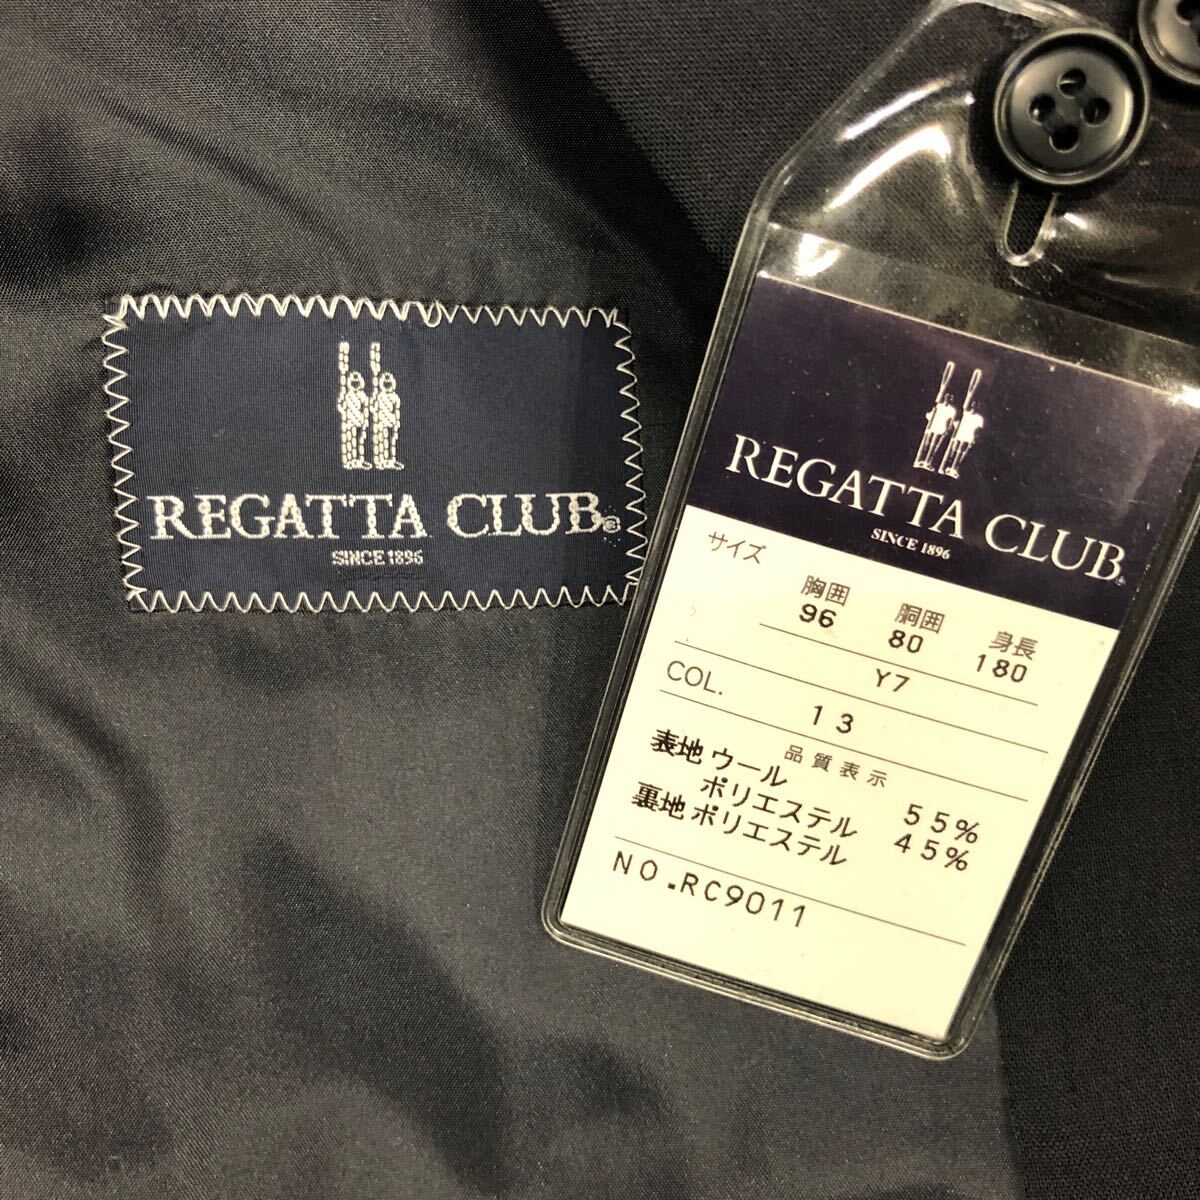 REGATTA CLUB®
SINCE 1896
REGATTA CLUB®
SINCE 1896
サイズ
胸囲 胴囲 身長
96 80 180
Y7
COL. 13
品質表示
表地 ウール 55%
ポリエステル 45%
裏地 ポリエステル
NO.RC9011